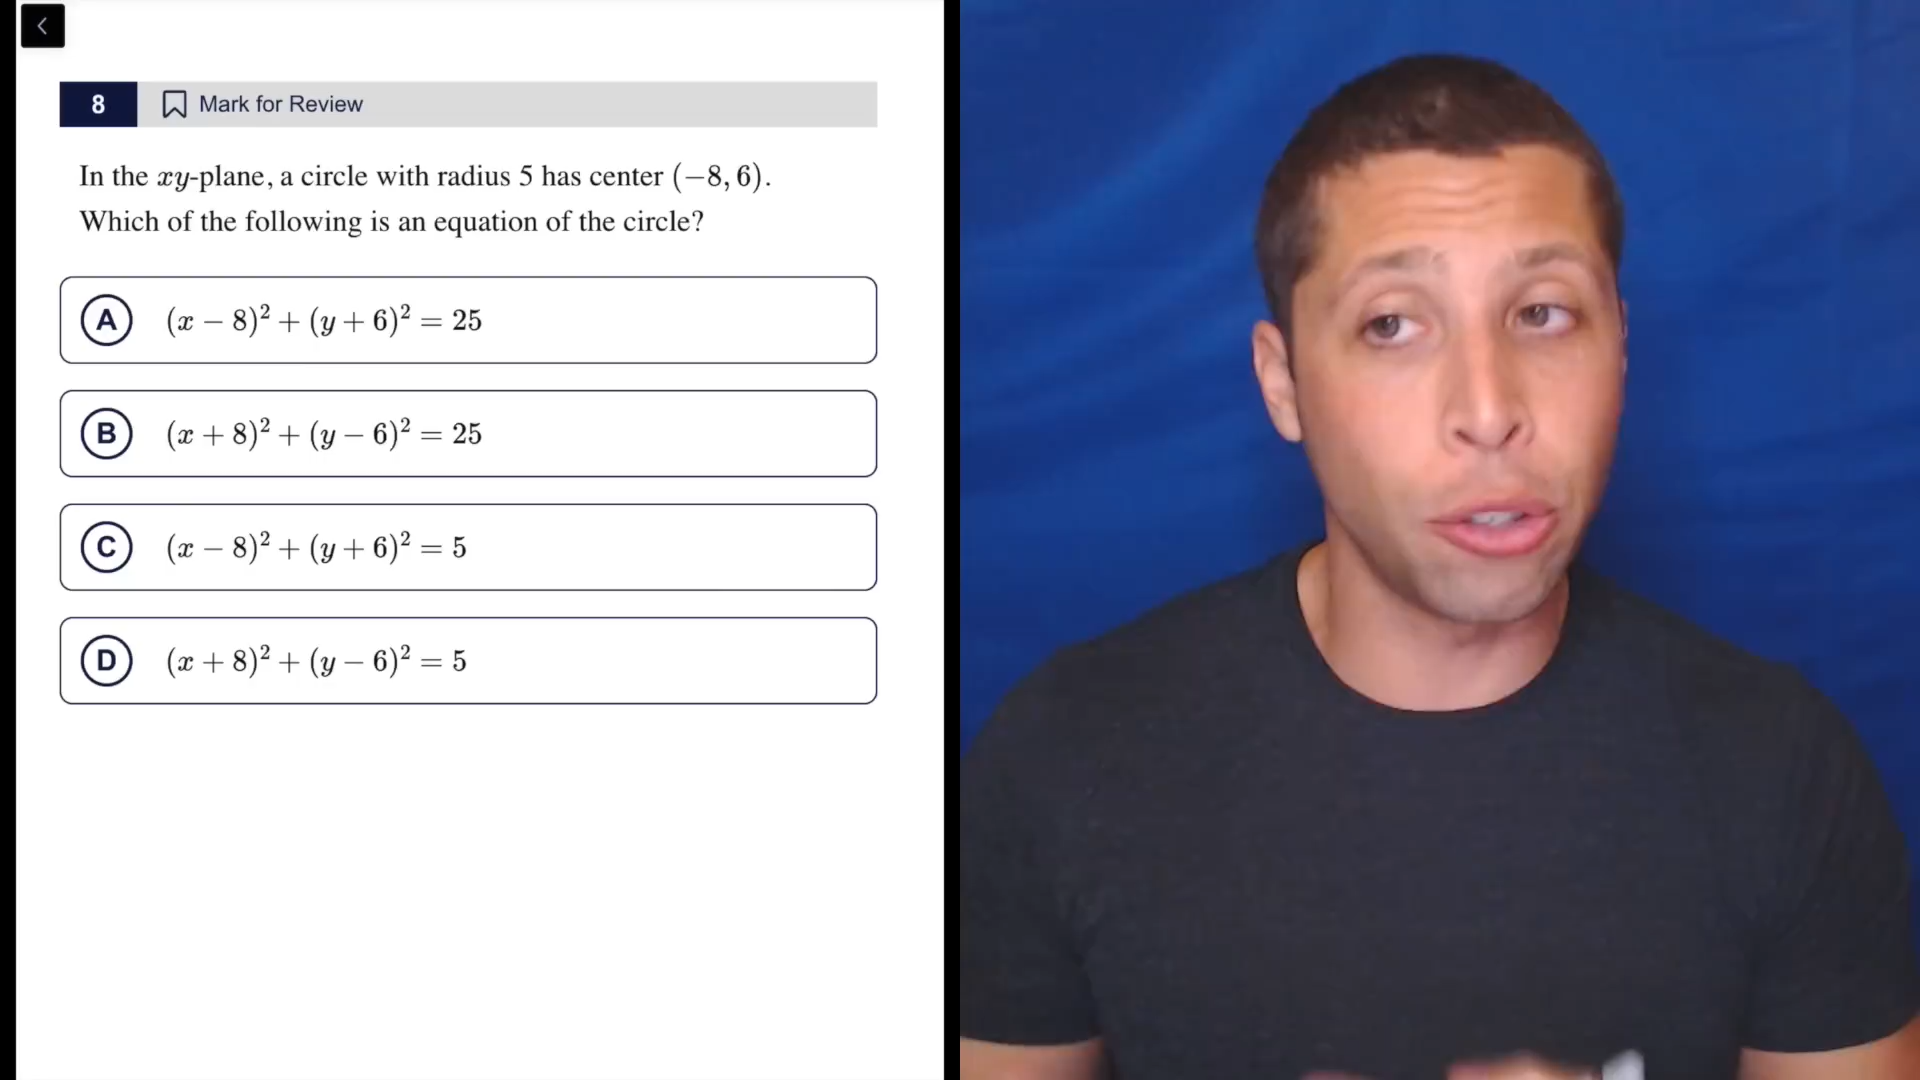 8 Mark for Review
In the xy-plane, a circle with radius 5 has center (−8, 6).
Which of the following is an equation of the circle?
A (x − 8)² + (y + 6)² = 25
B (x + 8)² + (y − 6)² = 25
C (x − 8)² + (y + 6)² = 5
D (x + 8)² + (y − 6)² = 5